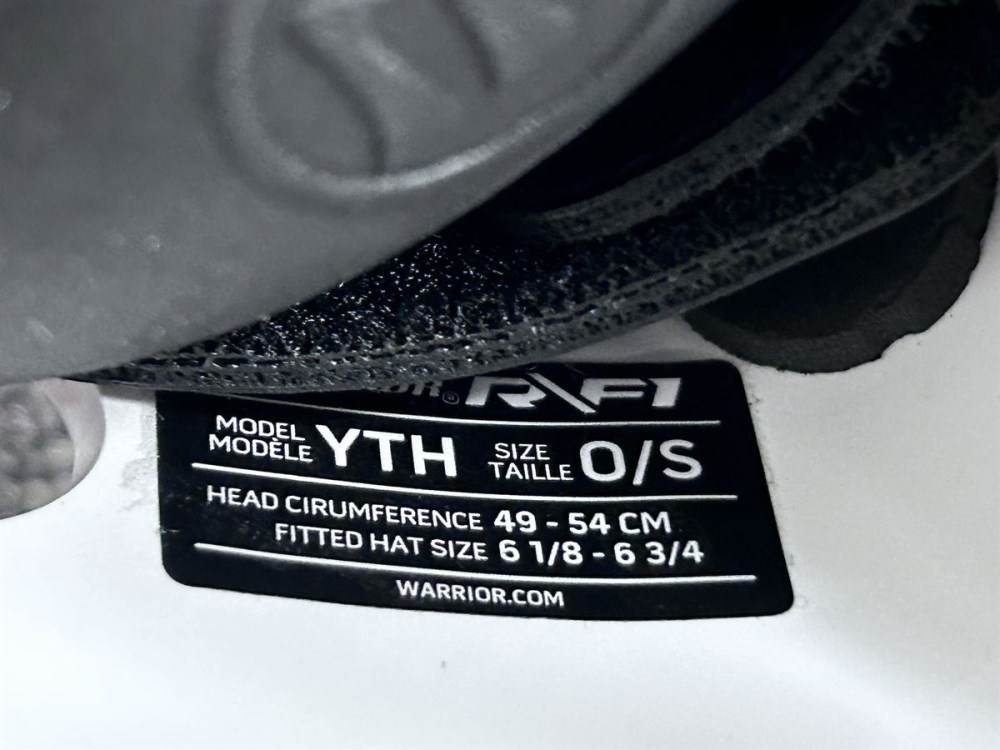 R\F1
MODEL YTH SIZE O/S
MODÈLE TAILLE
HEAD CIRUMFERENCE 49 - 54 CM
FITTED HAT SIZE 6 1/8 - 6 3/4
WARRIOR.COM